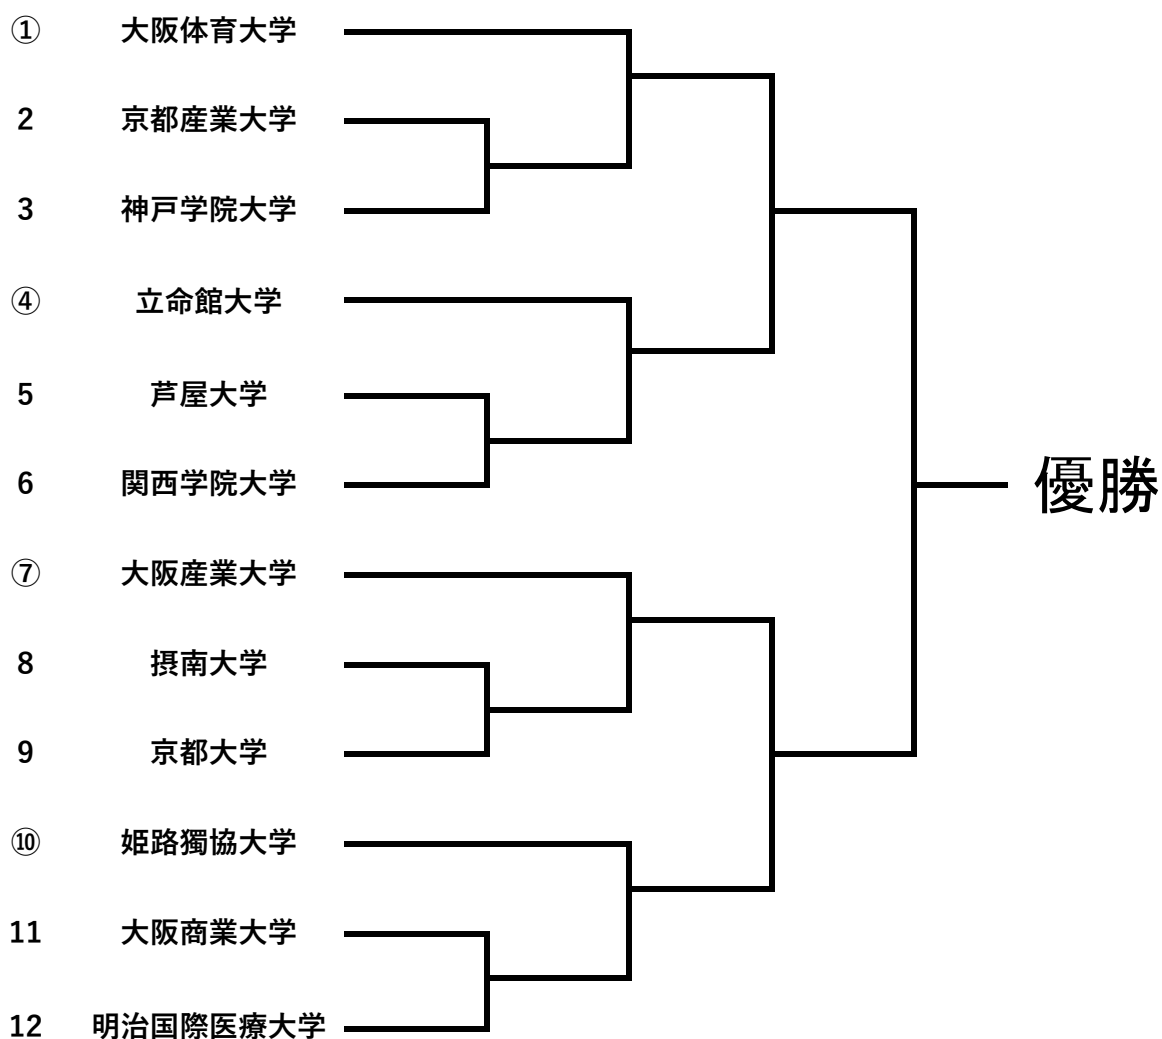 ① 大阪体育大学
2 京都産業大学
3 神戸学院大学
④ 立命館大学
5 芦屋大学
6 関西学院大学
優勝
⑦ 大阪産業大学
8 摂南大学
9 京都大学
⑩ 姫路獨協大学
11 大阪商業大学
12 明治国際医療大学